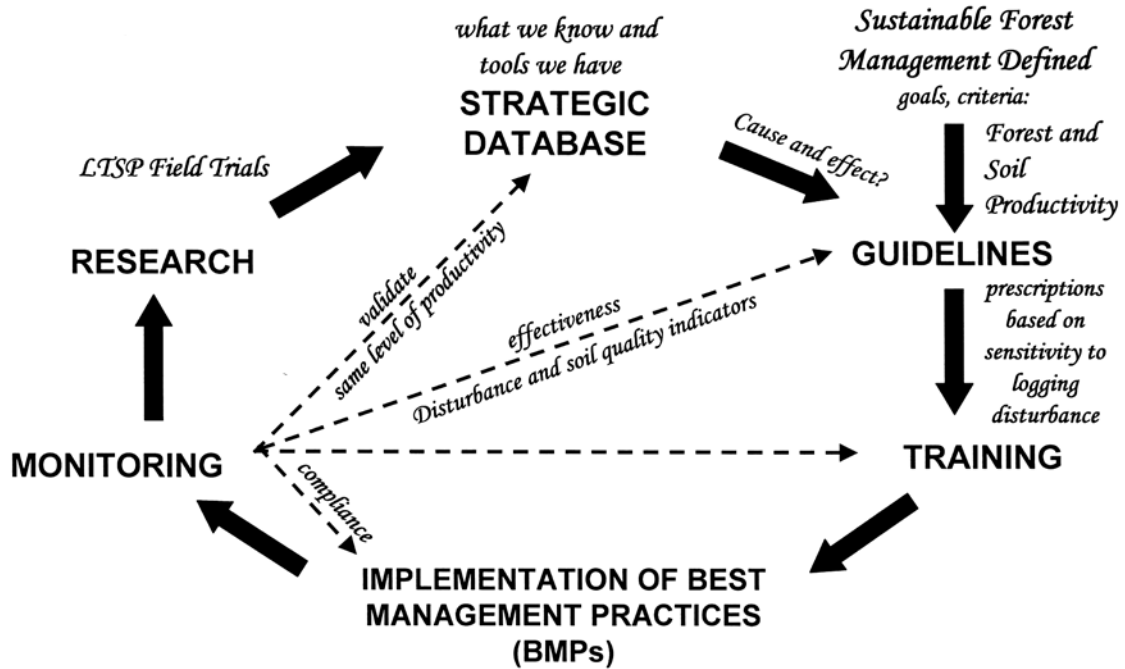 what we know and
tools we have
STRATEGIC
DATABASE
Sustainable Forest
Management Defined
goals, criteria:
Forest and
Soil
Productivity
Cause and effect?
LTSP Field Trials
RESEARCH
GUIDELINES
prescriptions
based on
sensitivity to
logging
disturbance
validate
same level of productivity
effectiveness
Disturbance and soil quality indicators
MONITORING
TRAINING
compliance
IMPLEMENTATION OF BEST
MANAGEMENT PRACTICES
(BMPs)